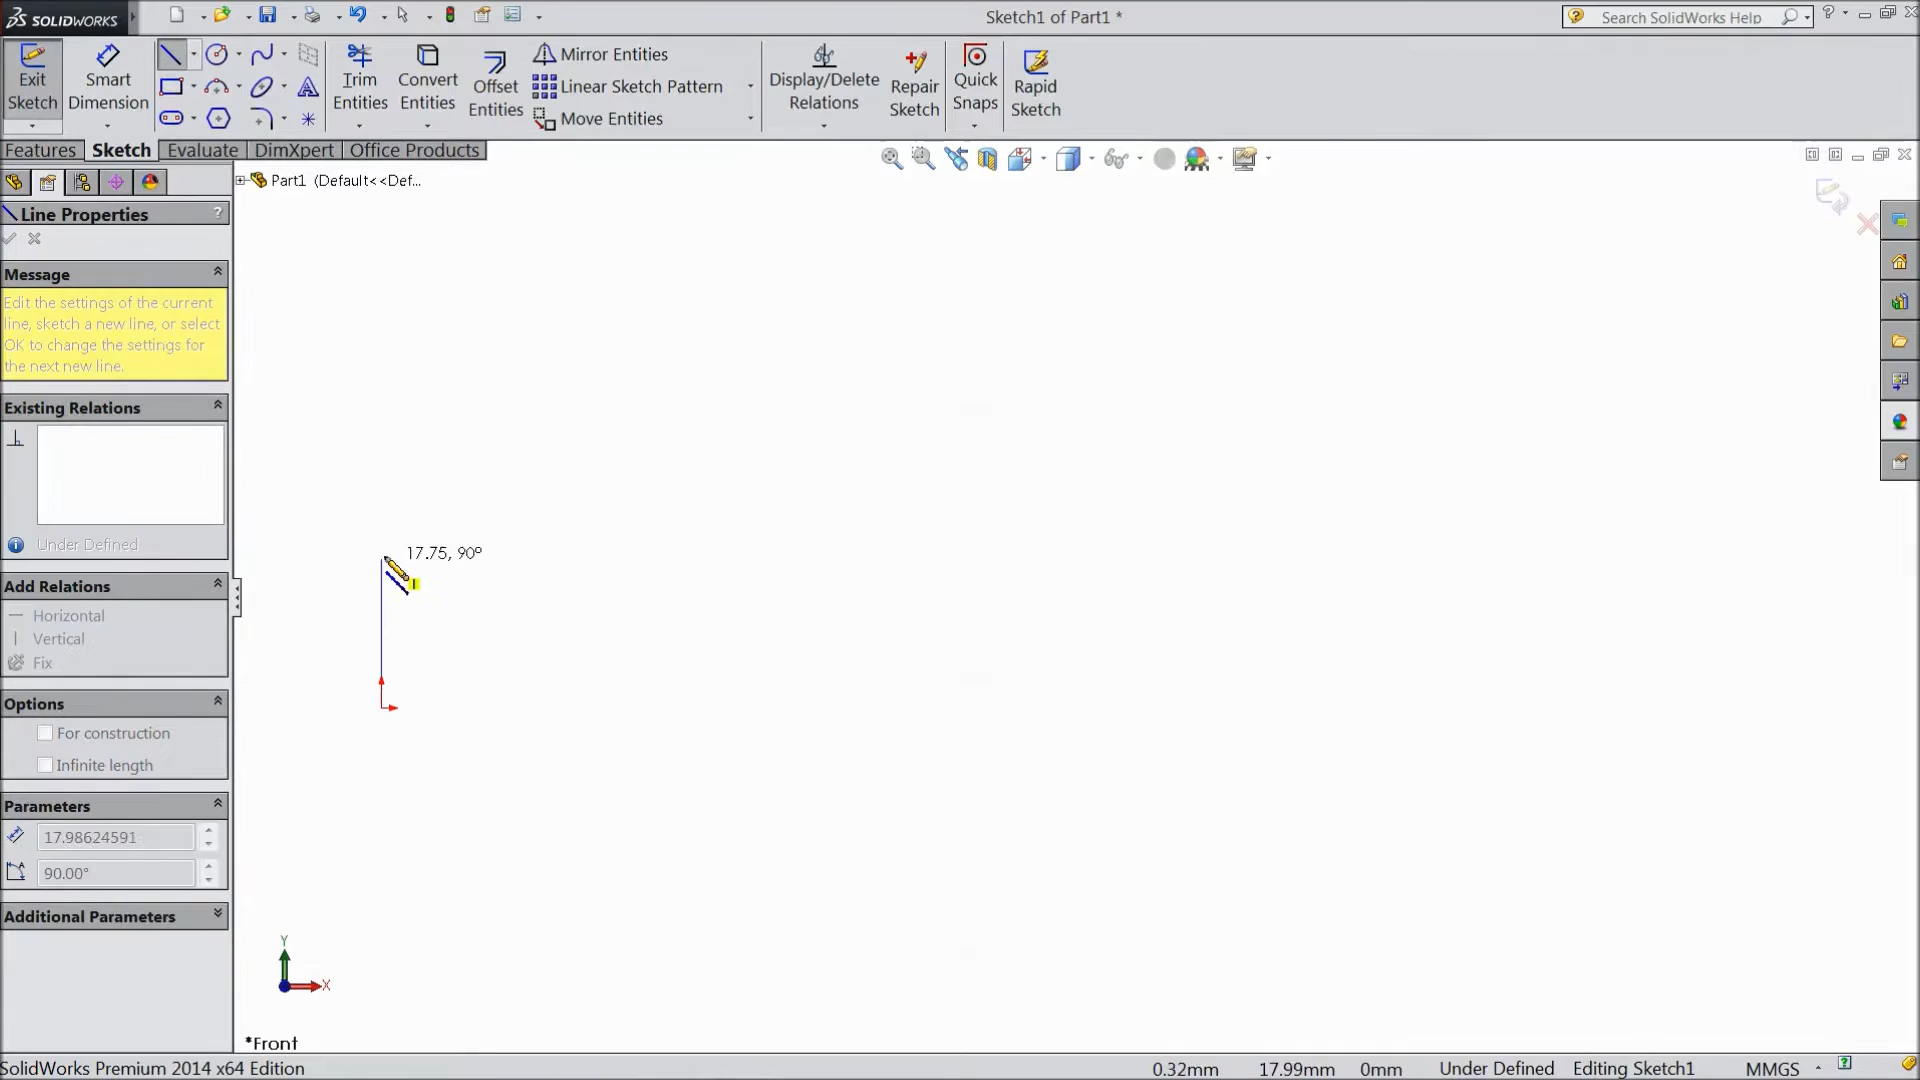 SOLIDWORKS
Sketch1 of Part1 *
Search SolidWorks Help
Exit
Sketch
Smart
Dimension
Trim
Entities
Convert
Entities
Offset
Entities
Mirror Entities
Linear Sketch Pattern
Move Entities
Display/Delete
Relations
Repair
Sketch
Quick
Snaps
Rapid
Sketch
Features
Sketch
Evaluate
DimXpert
Office Products
Part1 (Default<<Def...
Line Properties
?
Message
Edit the settings of the current
line, sketch a new line, or select
OK to change the settings for
the next new line.
Existing Relations
Under Defined
17.75, 90°
Add Relations
Horizontal
Vertical
Fix
Options
For construction
Infinite length
Parameters
17.98624591
90.00°
Additional Parameters
Y
X
*Front
SolidWorks Premium 2014 x64 Edition
0.32mm
17.99mm
0mm
Under Defined
Editing Sketch1
MMGS